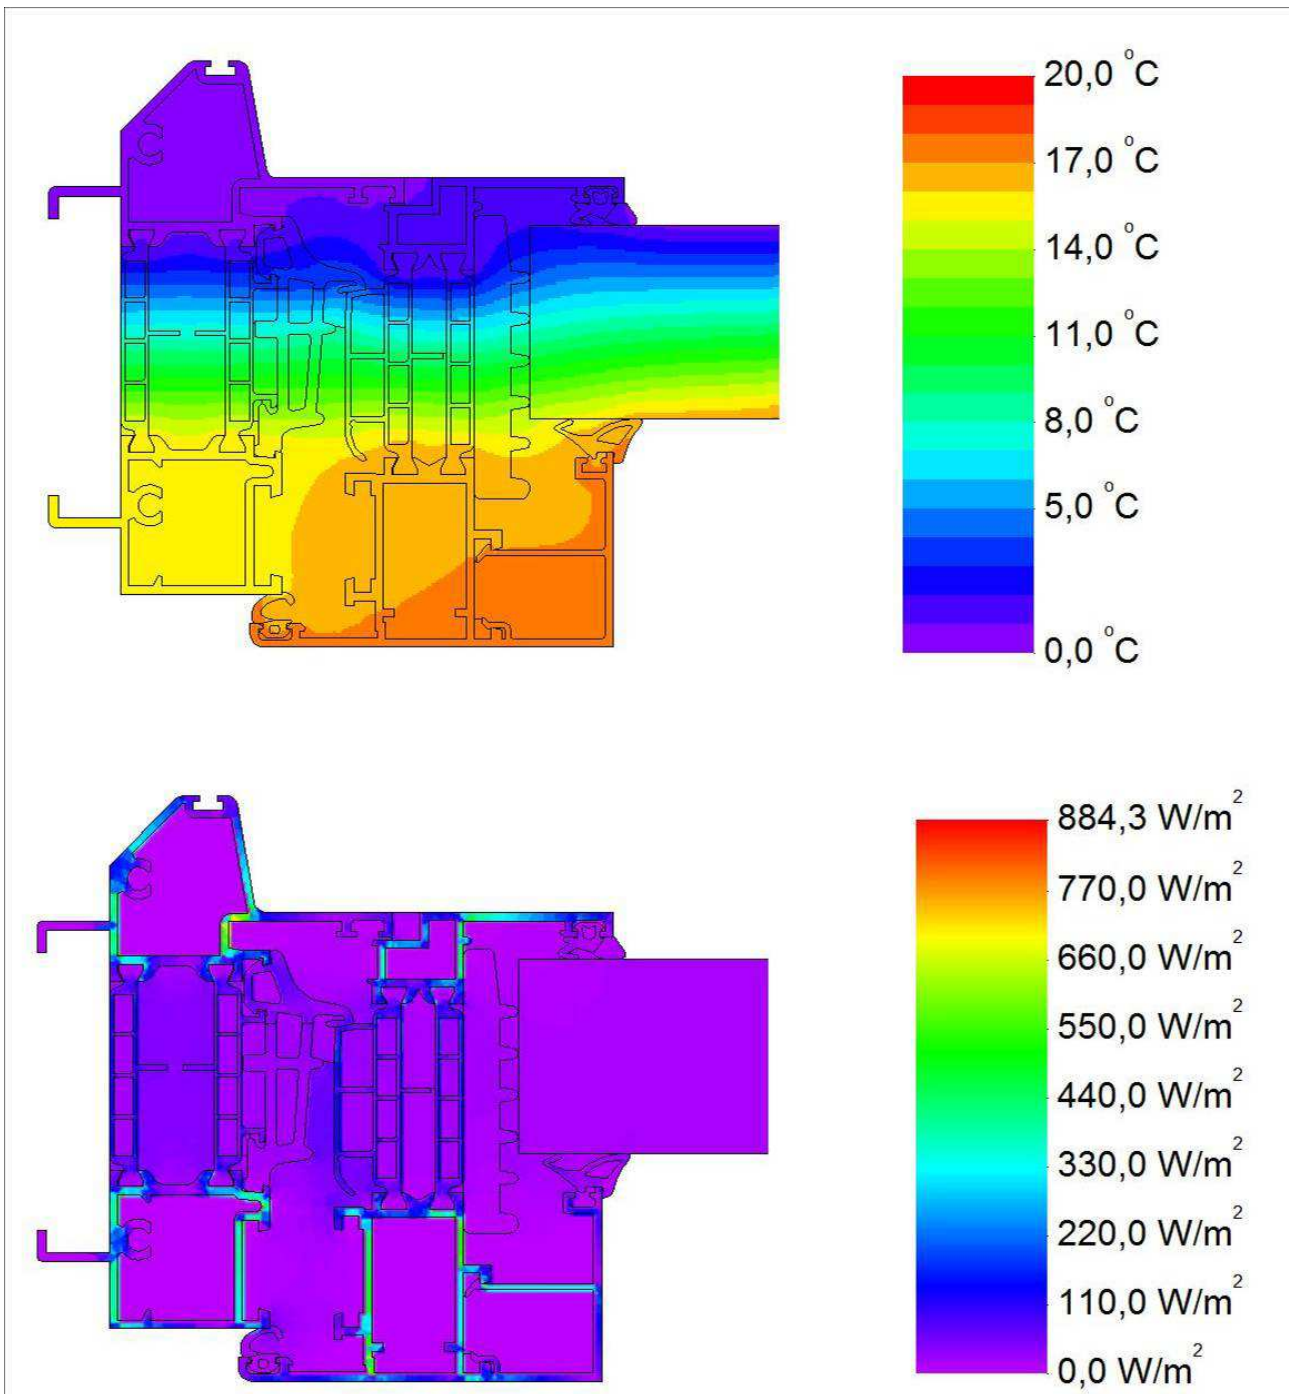 20,0 °C
17,0 °C
14,0 °C
11,0 °C
8,0 °C
5,0 °C
0,0 °C
884,3 W/m²
770,0 W/m²
660,0 W/m²
550,0 W/m²
440,0 W/m²
330,0 W/m²
220,0 W/m²
110,0 W/m²
0,0 W/m²